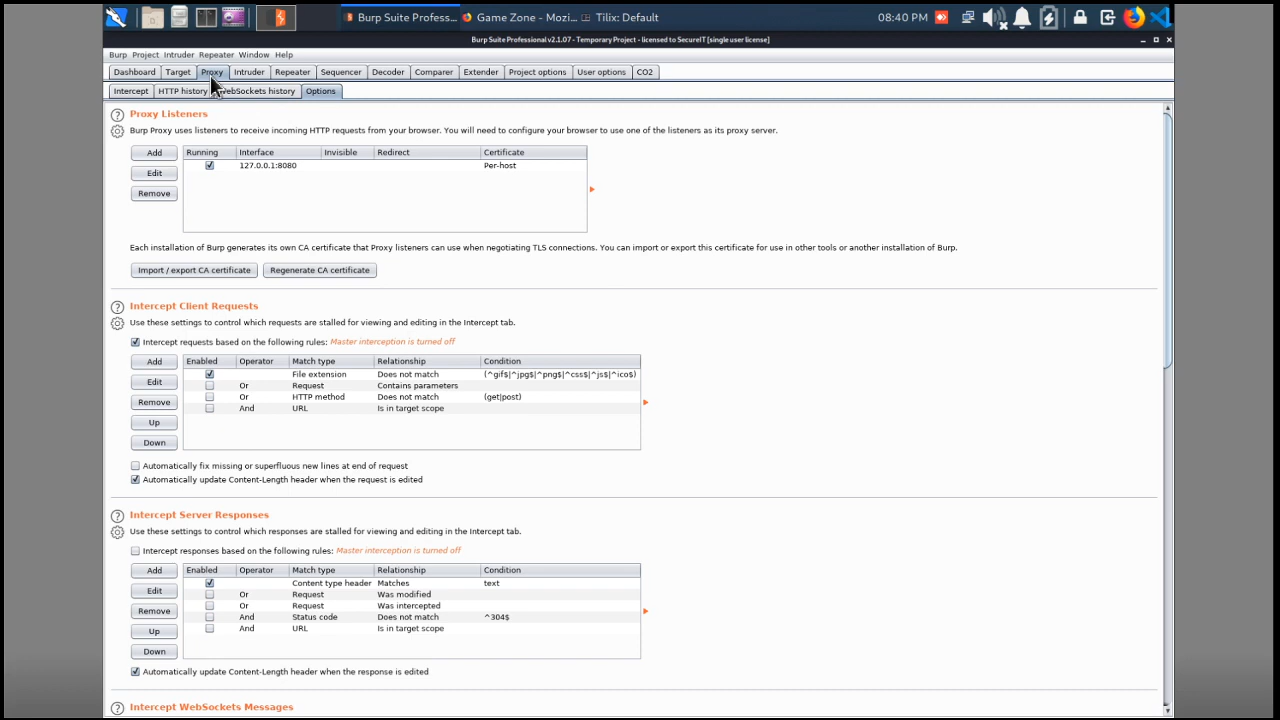 Burp Suite Profess... Game Zone - Mozi... Tilix: Default 08:40 PM
Burp Suite Professional v2.1.07 - Temporary Project - licensed to SecureIT [single user license]
Burp Project Intruder Repeater Window Help
Dashboard Target Proxy Intruder Repeater Sequencer Decoder Comparer Extender Project options User options CO2
Intercept HTTP history WebSockets history Options
Proxy Listeners
Burp Proxy uses listeners to receive incoming HTTP requests from your browser. You will need to configure your browser to use one of the listeners as its proxy server.
Add Running Interface Invisible Redirect Certificate
127.0.0.1:8080 Per-host
Edit
Remove
Each installation of Burp generates its own CA certificate that Proxy listeners can use when negotiating TLS connections. You can import or export this certificate for use in other tools or another installation of Burp.
Import / export CA certificate Regenerate CA certificate
Intercept Client Requests
Use these settings to control which requests are stalled for viewing and editing in the Intercept tab.
Intercept requests based on the following rules: Master interception is turned off
Add Enabled Operator Match type Relationship Condition
File extension Does not match (^gif$|^jpg$|^png$|^css$|^js$|^ico$)
Edit Or Request Contains parameters
Remove Or HTTP method Does not match (get|post)
And URL Is in target scope
Up
Down
Automatically fix missing or superfluous new lines at end of request
Automatically update Content-Length header when the request is edited
Intercept Server Responses
Use these settings to control which responses are stalled for viewing and editing in the Intercept tab.
Intercept responses based on the following rules: Master interception is turned off
Add Enabled Operator Match type Relationship Condition
Content type header Matches text
Edit Or Request Was modified
Or Request Was intercepted
Remove And Status code Does not match ^304$
Up And URL Is in target scope
Down
Automatically update Content-Length header when the response is edited
Intercept WebSockets Messages